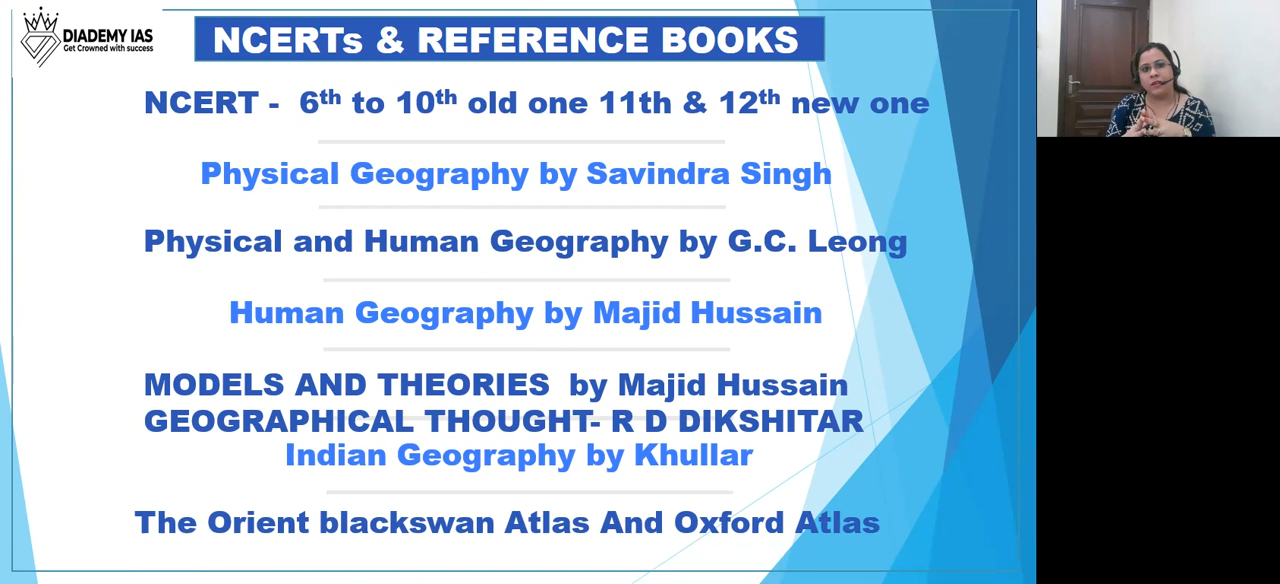 DIADEMY IAS
Get Crowned with success
NCERTs & REFERENCE BOOKS
NCERT - 6th to 10th old one 11th & 12th new one
Physical Geography by Savindra Singh
Physical and Human Geography by G.C. Leong
Human Geography by Majid Hussain
MODELS AND THEORIES by Majid Hussain
GEOGRAPHICAL THOUGHT- R D DIKSHITAR
Indian Geography by Khullar
The Orient blackswan Atlas And Oxford Atlas